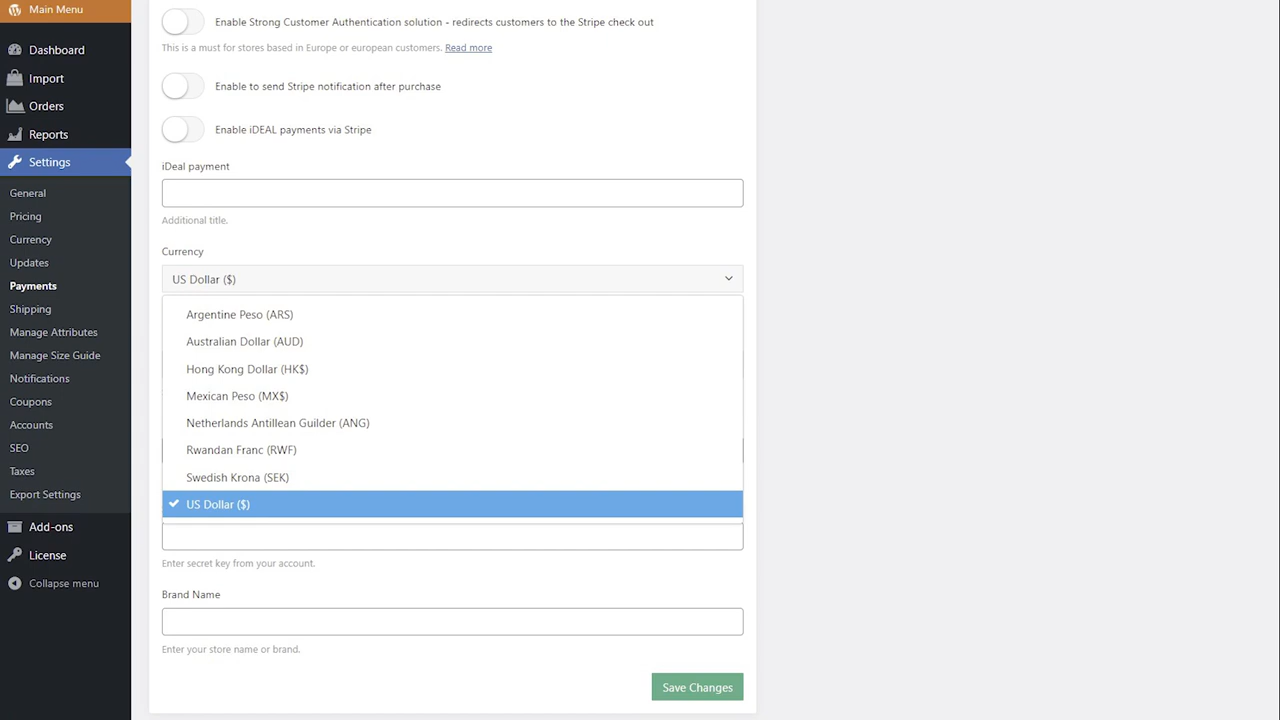 Main Menu
Dashboard
Import
Orders
Reports
Settings
General
Pricing
Currency
Updates
Payments
Shipping
Manage Attributes
Manage Size Guide
Notifications
Coupons
Accounts
SEO
Taxes
Export Settings
Add-ons
License
Collapse menu
Enable Strong Customer Authentication solution - redirects customers to the Stripe check out
This is a must for stores based in Europe or european customers. Read more
Enable to send Stripe notification after purchase
Enable iDEAL payments via Stripe
iDeal payment
Additional title.
Currency
US Dollar ($)
Argentine Peso (ARS)
Australian Dollar (AUD)
Hong Kong Dollar (HK$)
Mexican Peso (MX$)
Netherlands Antillean Guilder (ANG)
Rwandan Franc (RWF)
Swedish Krona (SEK)
US Dollar ($)
Enter secret key from your account.
Brand Name
Enter your store name or brand.
Save Changes